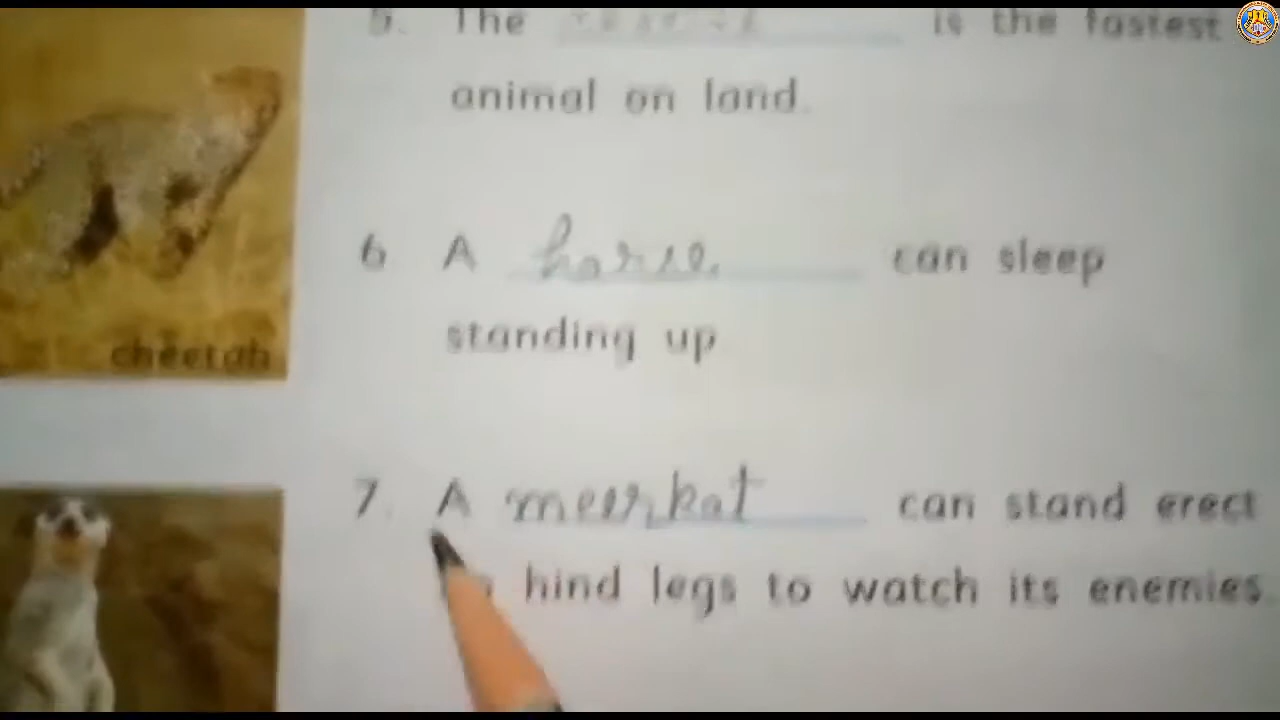 5. The is the fastest
animal on land.
cheetah
6 A horse can sleep
standing up
7. A meerkat can stand erect
hind legs to watch its enemies.